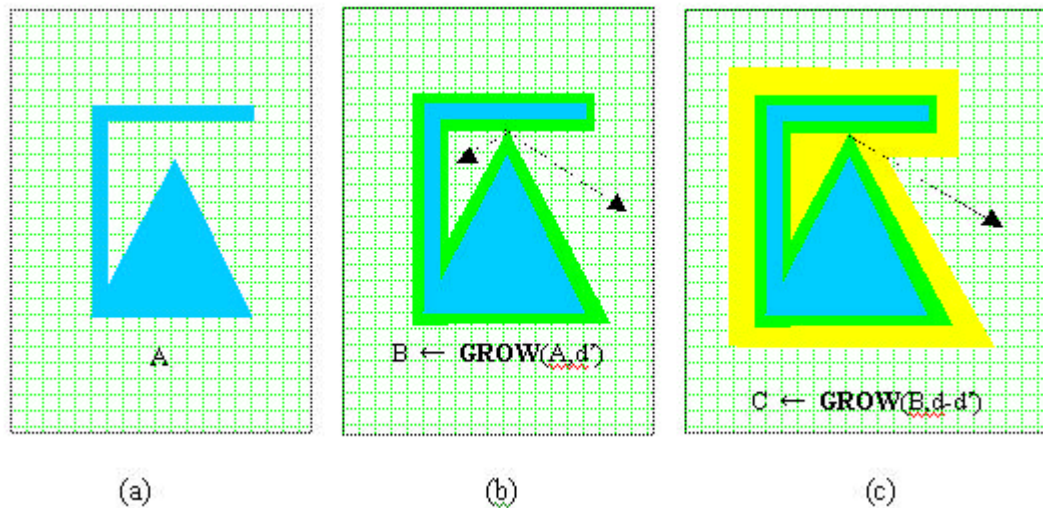 A
B ← GROW(A,d’)
C ← GROW(B,d-d’)
(a)
(b)
(c)